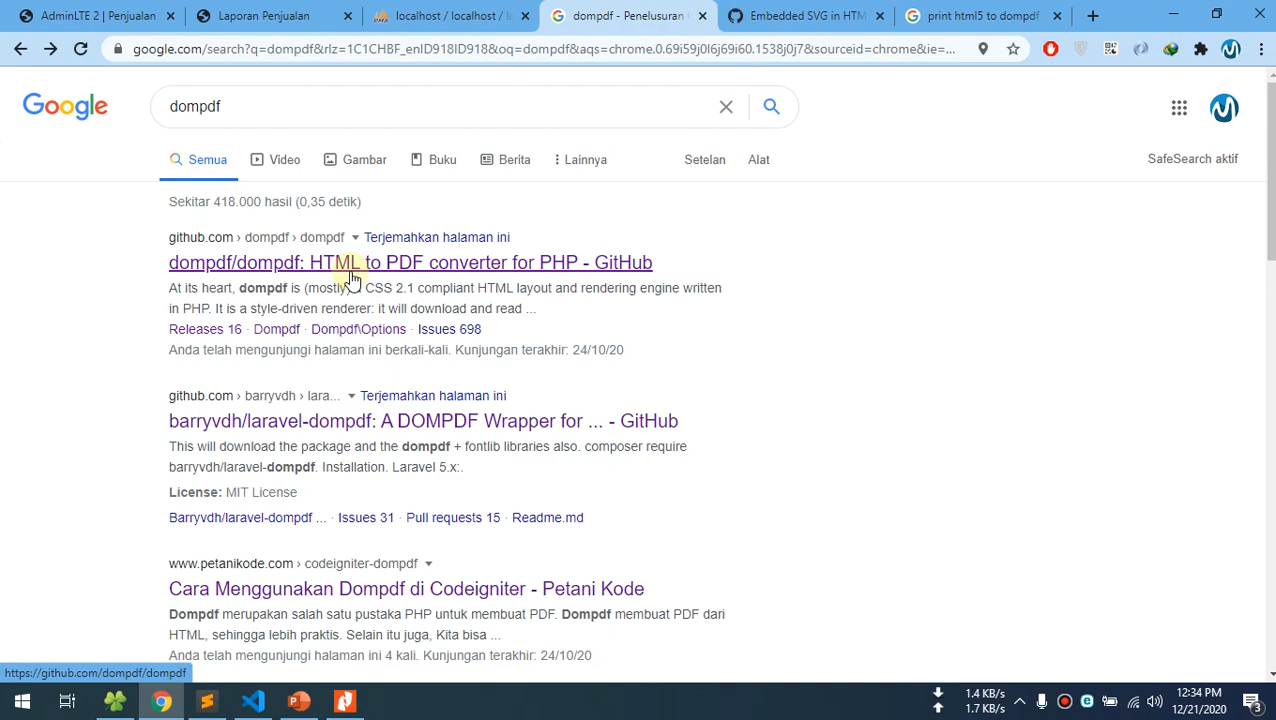 AdminLTE 2 | Penjualan
Laporan Penjualan
localhost / localhost /
dompdf - Penelusuran
Embedded SVG in HTM
print html5 to dompdf
google.com/search?q=dompdf&rlz=1C1CHBF_enID918ID918&oq=dompdf&aqs=chrome.0.69i59j0l6j69i60.1538j0j7&sourceid=chrome&ie=...
Google
dompdf
Semua
Video
Gambar
Buku
Berita
Lainnya
Setelan
Alat
SafeSearch aktif
Sekitar 418.000 hasil (0,35 detik)
github.com › dompdf › dompdf Terjemahkan halaman ini
dompdf/dompdf: HTML to PDF converter for PHP - GitHub
At its heart, dompdf is (mostly) a CSS 2.1 compliant HTML layout and rendering engine written
in PHP. It is a style-driven renderer: it will download and read ...
Releases 16 · Dompdf · Dompdf\Options · Issues 698
Anda telah mengunjungi halaman ini berkali-kali. Kunjungan terakhir: 24/10/20
github.com › barryvdh › lara... Terjemahkan halaman ini
barryvdh/laravel-dompdf: A DOMPDF Wrapper for ... - GitHub
This will download the package and the dompdf + fontlib libraries also. composer require
barryvdh/laravel-dompdf. Installation. Laravel 5.x:.
License: MIT License
Barryvdh/laravel-dompdf ... · Issues 31 · Pull requests 15 · Readme.md
www.petanikode.com › codeigniter-dompdf
Cara Menggunakan Dompdf di Codeigniter - Petani Kode
Dompdf merupakan salah satu pustaka PHP untuk membuat PDF. Dompdf membuat PDF dari
HTML, sehingga lebih praktis. Selain itu juga, Kita bisa ...
Anda telah mengunjungi halaman ini 4 kali. Kunjungan terakhir: 24/10/20
https://github.com/dompdf/dompdf
1.4 KB/s
1.7 KB/s
12:34 PM
12/21/2020
3